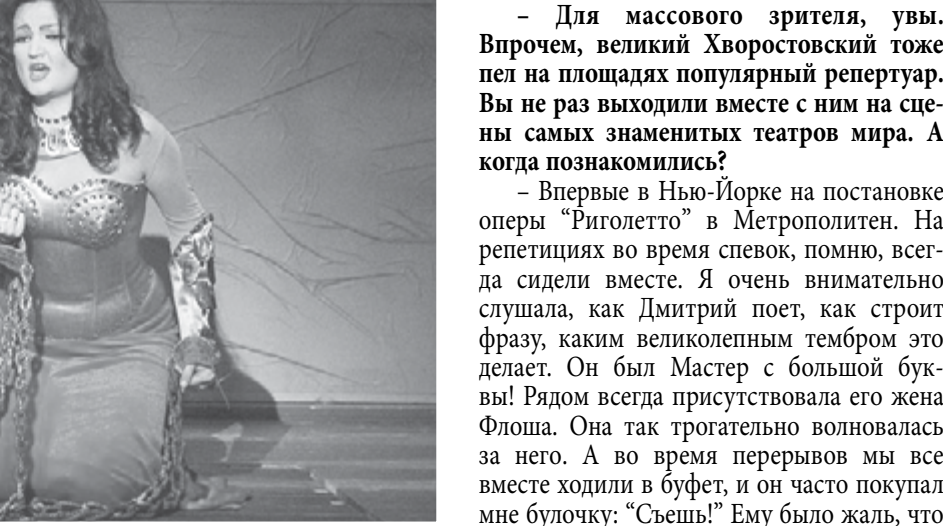 – Для массового зрителя, увы.
Впрочем, великий Хворостовский тоже
пел на площадях популярный репертуар.
Вы не раз выходили вместе с ним на сце-
ны самых знаменитых театров мира. А
когда познакомились?
– Впервые в Нью-Йорке на постановке
оперы “Риголетто” в Метрополитен. На
репетициях во время спевок, помню, всег-
да сидели вместе. Я очень внимательно
слушала, как Дмитрий поет, как строит
фразу, каким великолепным тембром это
делает. Он был Мастер с большой бук-
вы! Рядом всегда присутствовала его жена
Флоша. Она так трогательно волновалась
за него. А во время перерывов мы все
вместе ходили в буфет, и он часто покупал
мне булочку: “Съешь!” Ему было жаль, что